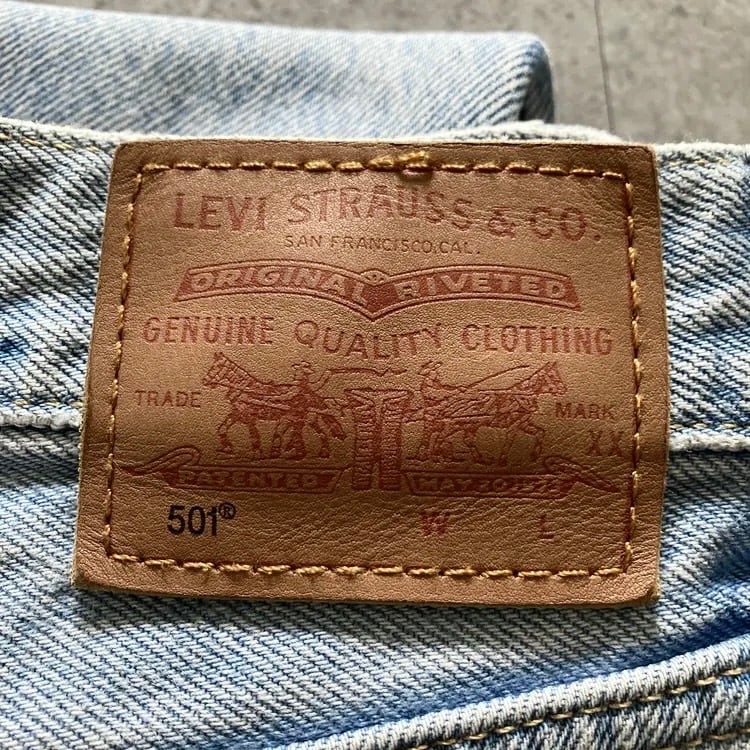 LEVI STRAUSS & CO.
SAN FRANCISCO,CAL.
ORIGINAL RIVETED
GENUINE QUALITY CLOTHING
TRADE MARK
XX
PATENTED MAY 20 1873
501® W L